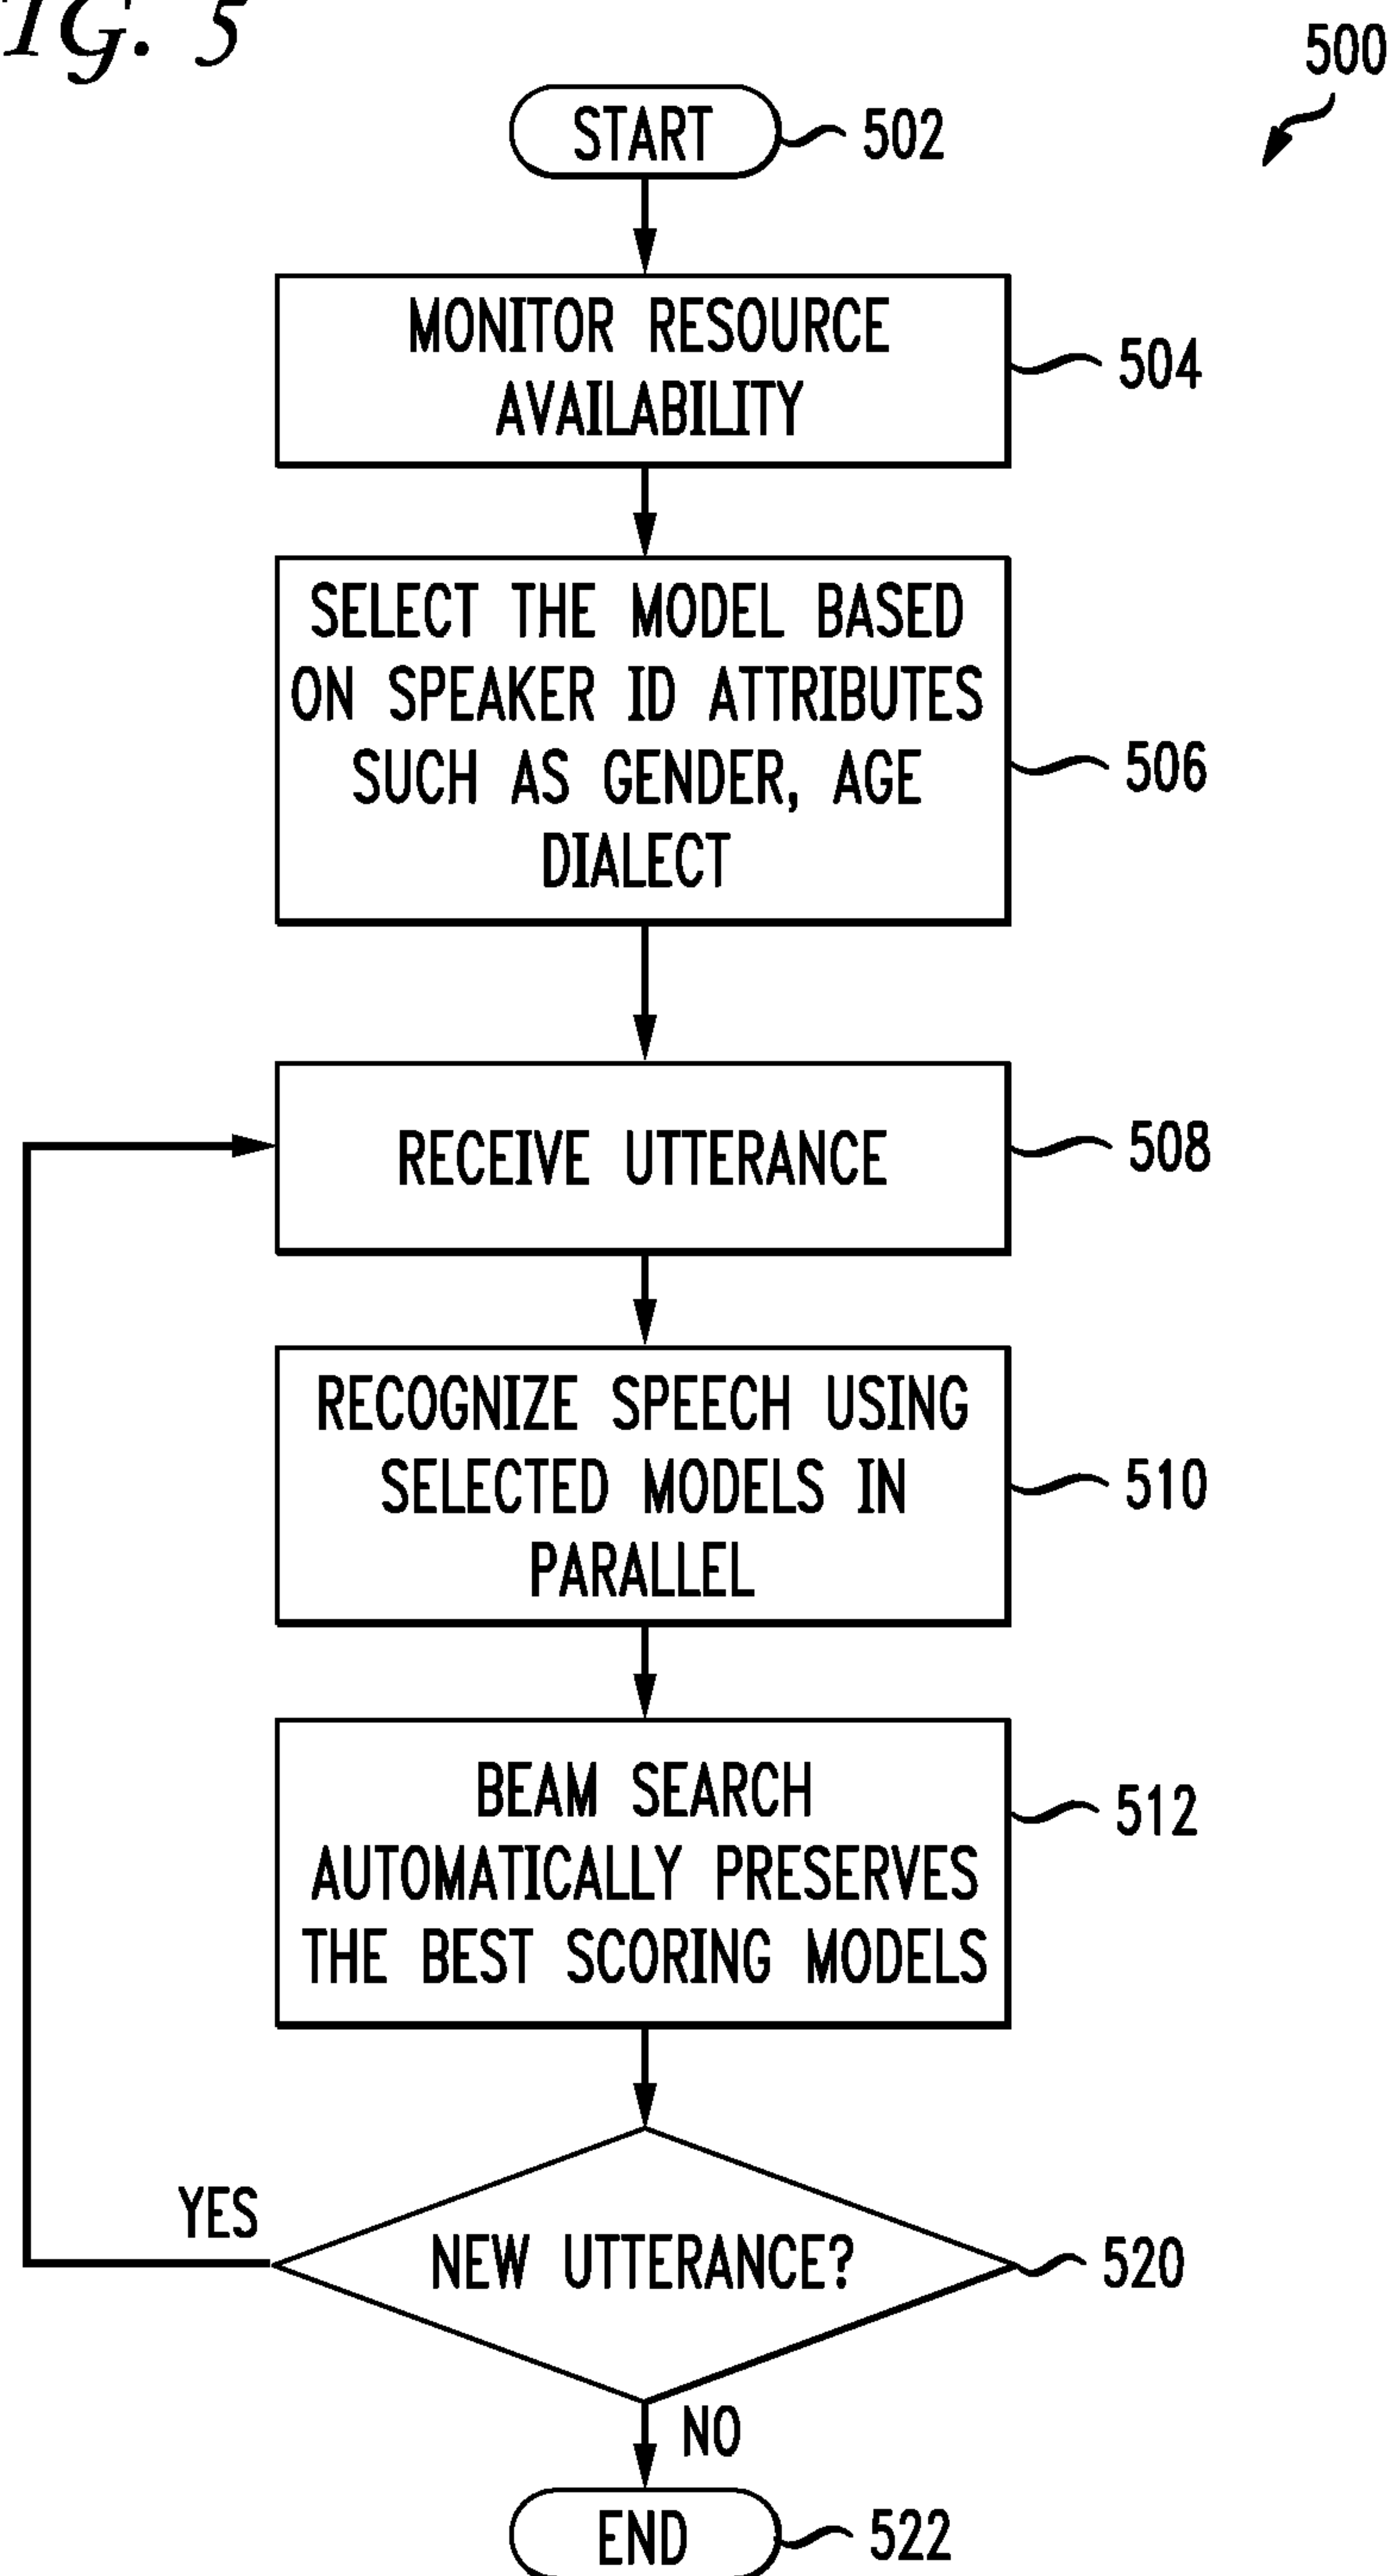 FIG. 5
500
START
502
MONITOR RESOURCE
AVAILABILITY
504
SELECT THE MODEL BASED
ON SPEAKER ID ATTRIBUTES
SUCH AS GENDER, AGE
DIALECT
506
RECEIVE UTTERANCE
508
RECOGNIZE SPEECH USING
SELECTED MODELS IN
PARALLEL
510
BEAM SEARCH
AUTOMATICALLY PRESERVES
THE BEST SCORING MODELS
512
YES
NEW UTTERANCE?
520
NO
END
522